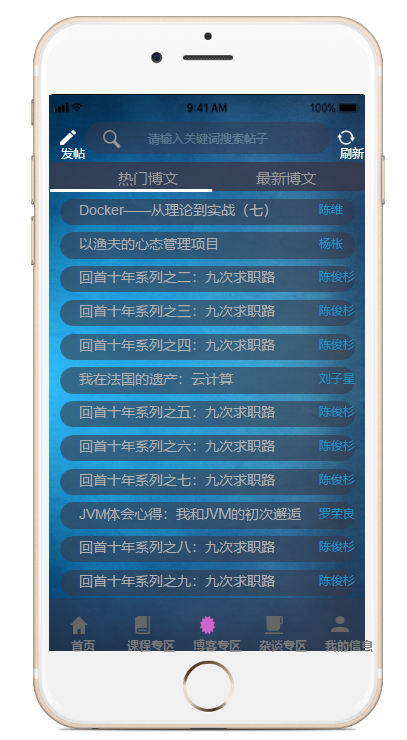 9:41 AM 100%
发帖 请输入关键词搜索帖子 刷新
热门博文 最新博文
Docker——从理论到实战（七） 陈维
以渔夫的心态管理项目 杨枨
回首十年系列之二：九次求职路 陈俊杉
回首十年系列之三：九次求职路 陈俊杉
回首十年系列之四：九次求职路 陈俊杉
我在法国的遗产：云计算 刘子星
回首十年系列之五：九次求职路 陈俊杉
回首十年系列之六：九次求职路 陈俊杉
回首十年系列之七：九次求职路 陈俊杉
JVM体会心得：我和JVM的初次邂逅 罗荣良
回首十年系列之八：九次求职路 陈俊杉
回首十年系列之九：九次求职路 陈俊杉
首页 课程专区 博客专区 杂谈专区 我的信息